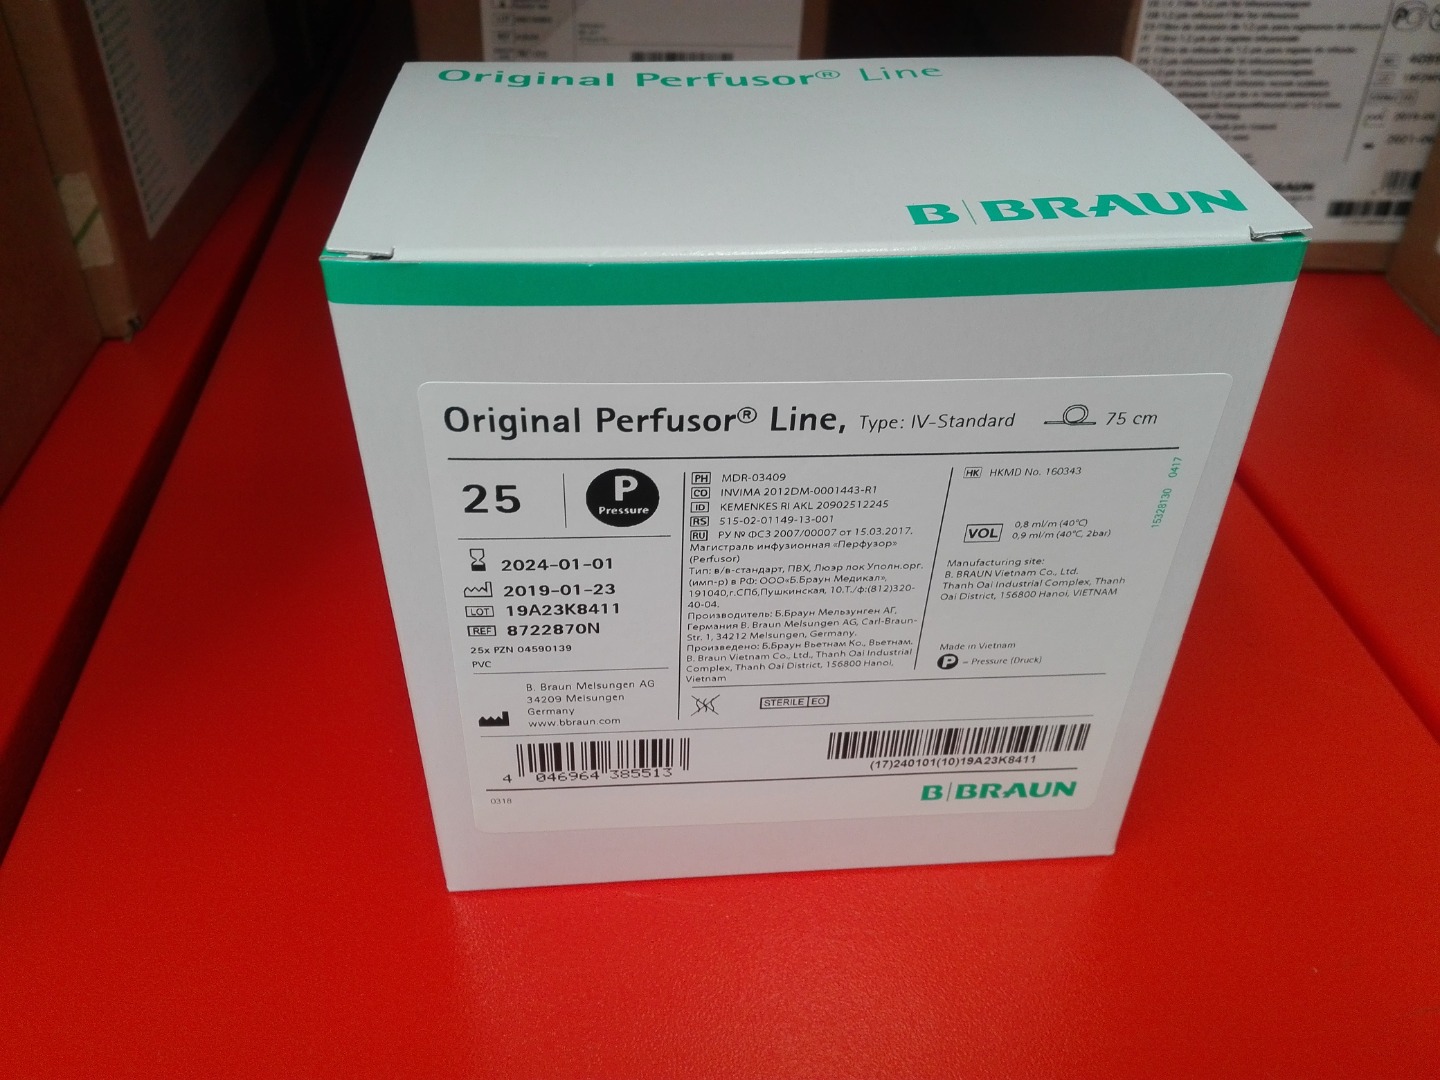 Original Perfusor® Line
B|BRAUN
Original Perfusor® Line, Type: IV-Standard 75 cm
25
P
Pressure
2024-01-01
2019-01-23
LOT 19A23K8411
REF 8722870N
25x PZN 04590139
PVC
B. Braun Melsungen AG
34209 Melsungen
Germany
www.bbraun.com
PH MDR-03409
CO INVIMA 2012DM-0001443-R1
ID KEMENKES RI AKL 20902512245
RS 515-02-01149-13-001
RU РУ № ФСЗ 2007/00007 от 15.03.2017.
Магистраль инфузионная «Перфузор»
(Perfusor)
Тип: в/в-стандарт, ПВХ, Люэр лок Уполн.орг.
(имп-р) в РФ: ООО«Б.Браун Медикал»,
191040,г.СПб,Пушкинская, 10.Т./ф:(812)320-
40-04.
Производитель: Б.Браун Мельзунген АГ,
Германия B. Braun Melsungen AG, Carl-Braun-
Str. 1, 34212 Melsungen, Germany.
Произведено: Б.Браун Вьетнам Ко., Вьетнам,
B. Braun Vietnam Co., Ltd., Thanh Oai Industrial
Complex, Thanh Oai District, 156800 Hanoi,
Vietnam
STERILE EO
HK HKMD No. 160343
VOL 0,8 ml/m (40°C)
0,9 ml/m (40°C, 2bar)
Manufacturing site:
B. BRAUN Vietnam Co., Ltd.
Thanh Oai Industrial Complex, Thanh
Oai District, 156800 Hanoi, VIETNAM
Made in Vietnam
P = Pressure (Druck)
15328130 0417
4 046964 385513
(17)240101(10)19A23K8411
0318
B|BRAUN